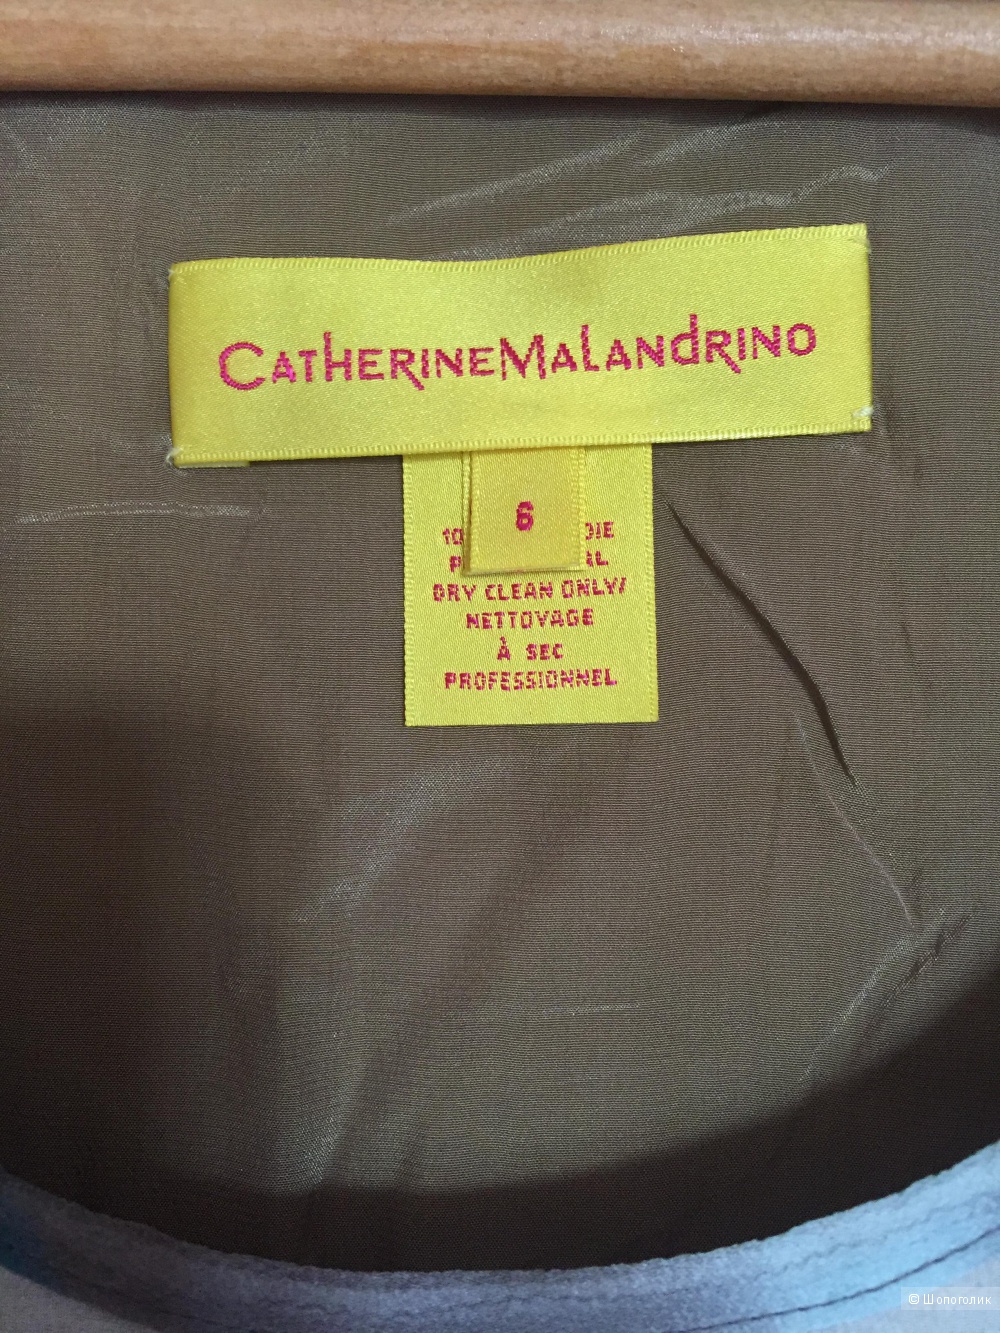 CATHERINEMALANDRINO
6
DRY CLEAN ONLY/
NETTOYAGE
À SEC
PROFESSIONNEL
© Шопоголик